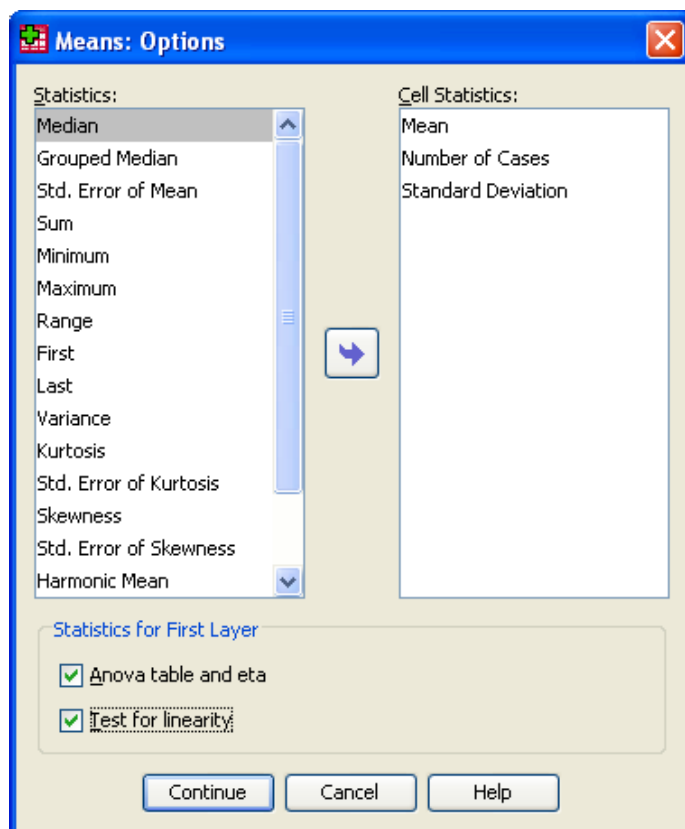 Means: Options
Statistics:
Median
Grouped Median
Std. Error of Mean
Sum
Minimum
Maximum
Range
First
Last
Variance
Kurtosis
Std. Error of Kurtosis
Skewness
Std. Error of Skewness
Harmonic Mean
Cell Statistics:
Mean
Number of Cases
Standard Deviation
Statistics for First Layer
Anova table and eta
Test for linearity
Continue
Cancel
Help